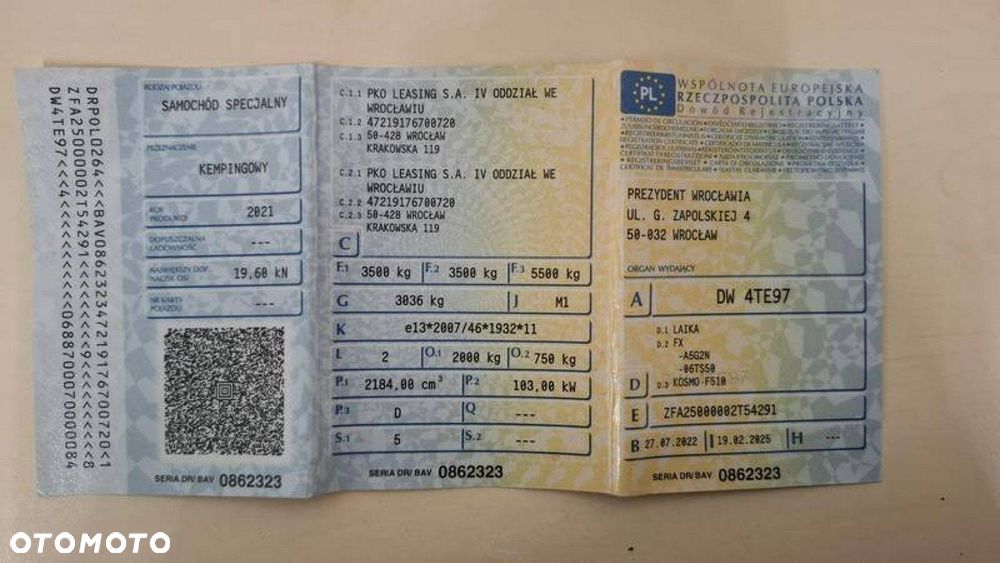 DRPOL0264<<BAV08623234721917670072O<1
ZFA25000002T54291<<<<<<<9<<<<<<<<<<<8
DW4TE97<<4<<<<<<<<<<<<0688700070000084
RODZAJ POJAZDU
SAMOCHÓD SPECJALNY
PRZEZNACZENIE
KEMPINGOWY
ROK PRODUKCJI 2021
DOPUSZCZALNA ŁADOWNOŚĆ ---
NAJWIĘKSZY DOP. NACISK OSI 19,60 kN
NR KARTY POJAZDU ---
SERIA DR/BAV 0862323
C.1.1 PKO LEASING S.A. IV ODDZIAŁ WE
WROCŁAWIU
C.1.2 47219176700720
C.1.3 50-428 WROCŁAW
KRAKOWSKA 119
C.2.1 PKO LEASING S.A. IV ODDZIAŁ WE
WROCŁAWIU
C.2.2 47219176700720
C.2.3 50-428 WROCŁAW
KRAKOWSKA 119
C
F.1 3500 kg F.2 3500 kg F.3 5500 kg
G 3036 kg J M1
K e13*2007/46*1932*11
L 2 O.1 2000 kg O.2 750 kg
P.1 2184,00 cm³ P.2 103,00 kW
P.3 D Q ---
S.1 5 S.2 ---
SERIA DR/BAV 0862323
PL
WSPÓLNOTA EUROPEJSKA
RZECZPOSPOLITA POLSKA
Dowód Rejestracyjny
PREZYDENT WROCŁAWIA
UL. G. ZAPOLSKIEJ 4
50-032 WROCŁAW
ORGAN WYDAJĄCY
A DW 4TE97
D.1 LAIKA
D.2 FX
-A5G2N
-06TS50
D D.3 KOSMO-F510
E ZFA25000002T54291
B 27.07.2022 I 19.02.2025 H ---
SERIA DR/BAV 0862323
OTOMOTO